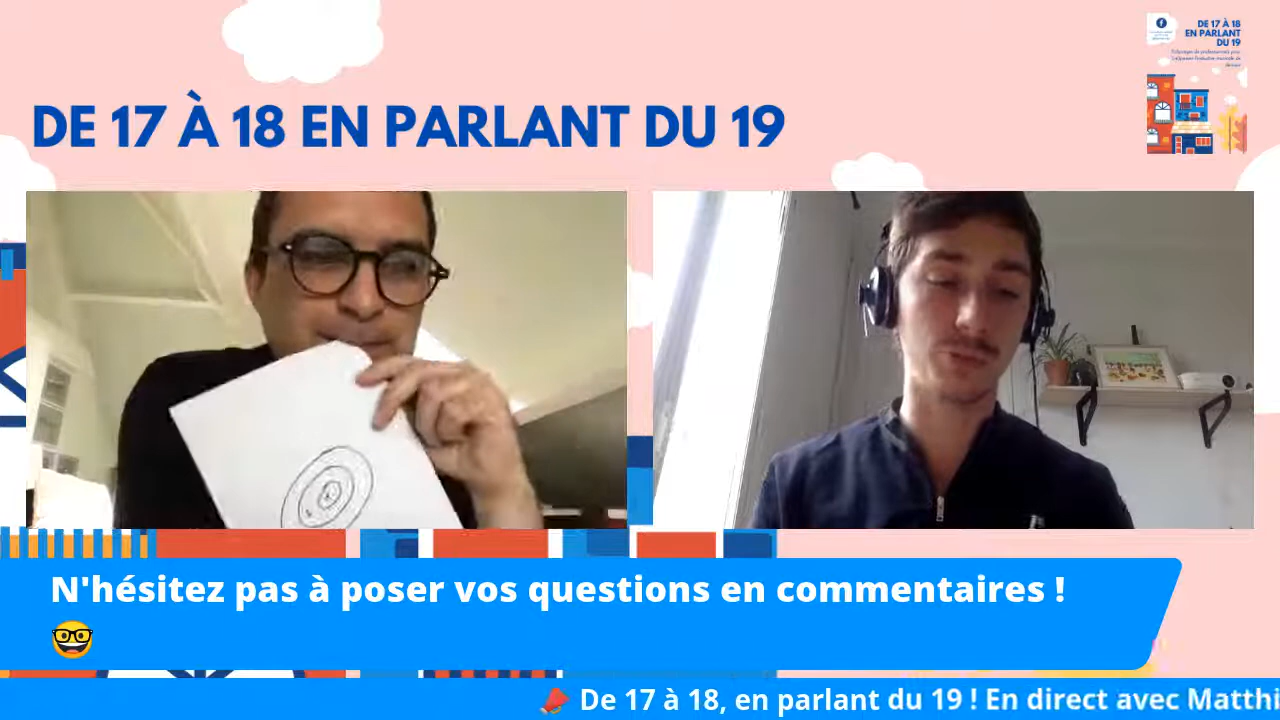 DE 17 À 18
EN PARLANT
DU 19
DE 17 À 18 EN PARLANT DU 19
N'hésitez pas à poser vos questions en commentaires !
De 17 à 18, en parlant du 19 ! En direct avec Matthi